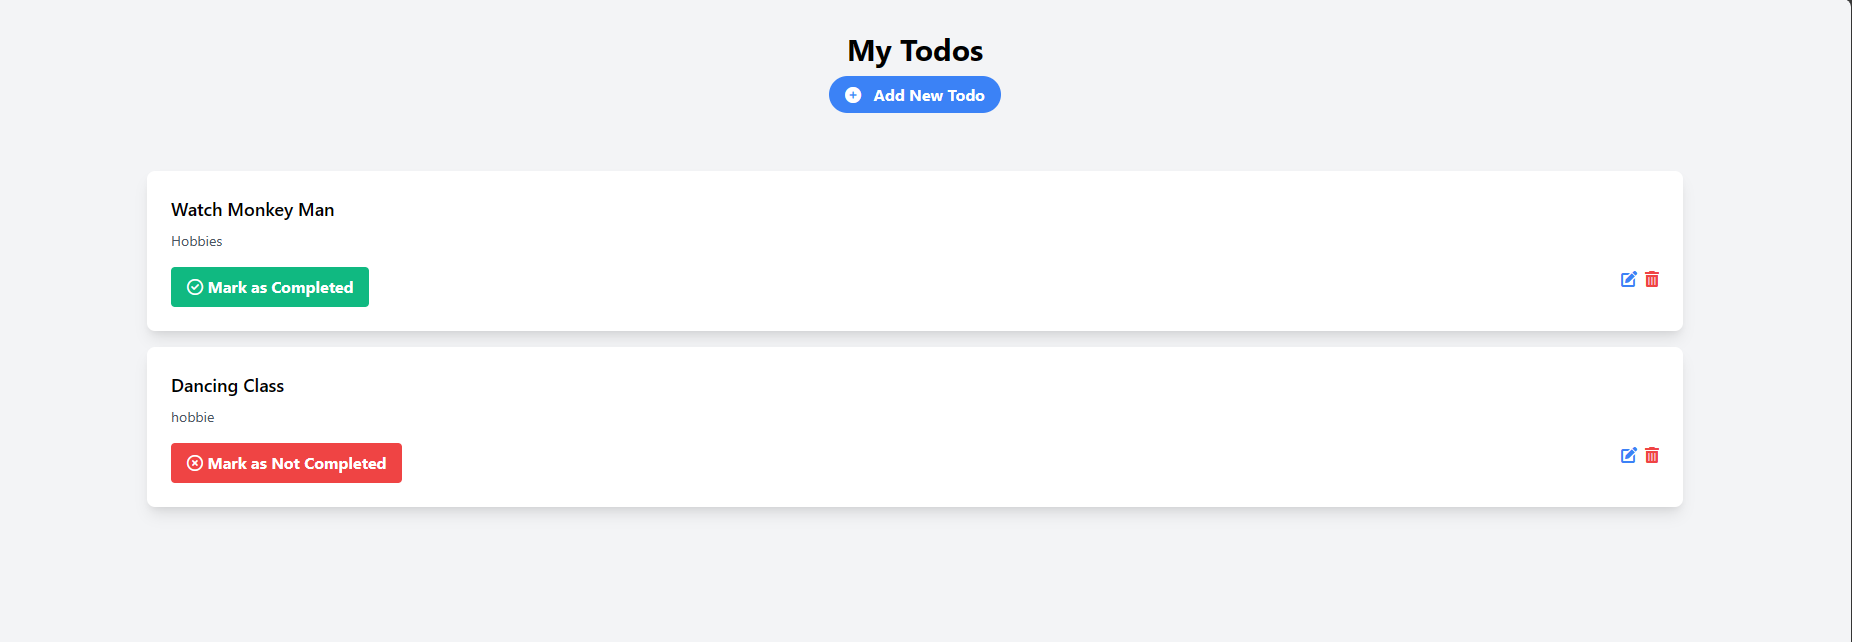 My Todos
Add New Todo
Watch Monkey Man
Hobbies
Mark as Completed
Dancing Class
hobbie
Mark as Not Completed